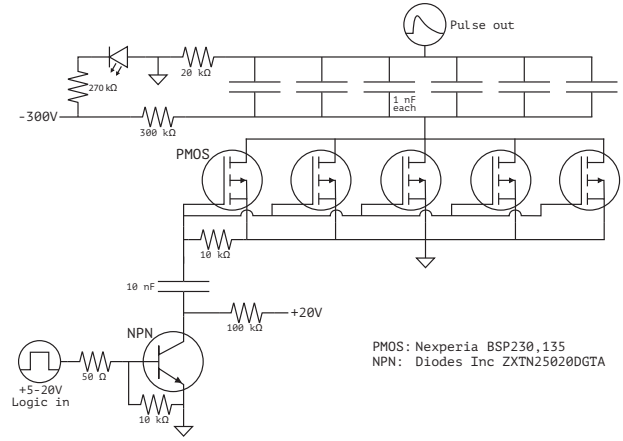 Pulse out
20 kΩ
270 kΩ
1 nF
each
-300V
300 kΩ
PMOS
10 kΩ
10 nF
+20V
100 kΩ
NPN
50 Ω
+5-20V
Logic in
10 kΩ
PMOS: Nexperia BSP230,135
NPN: Diodes Inc ZXTN25020DGTA